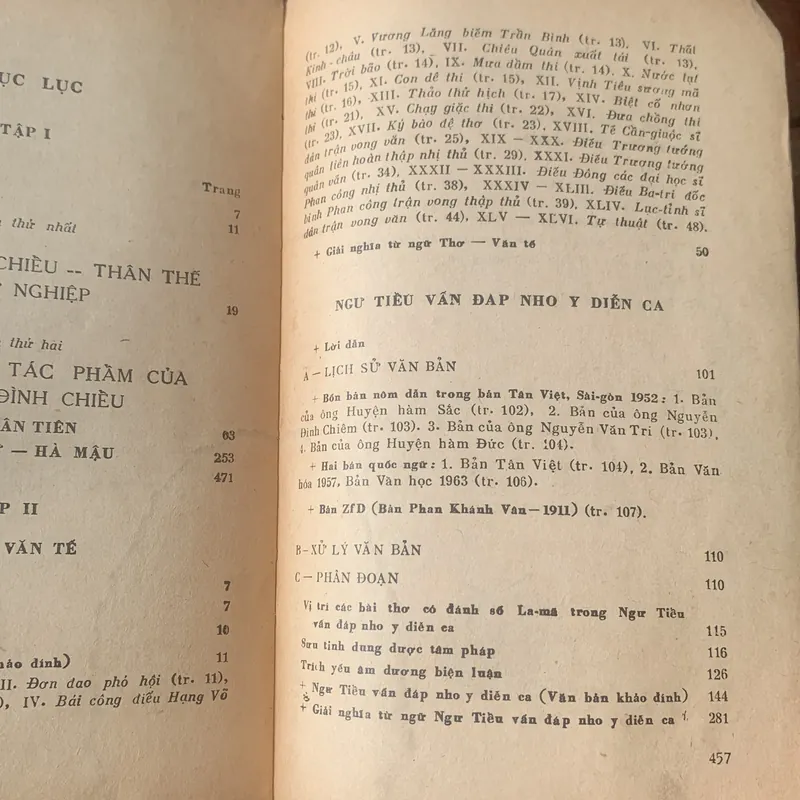 ỤC LỤC
TẬP I
Trang
7
thứ nhất 11
CHIỂU -- THÂN THẾ
NGHIỆP
19
thứ hai
TÁC PHẨM CỦA
ĐÌNH CHIỂU
ÂN TIÊN 63
— HÀ MẬU 253
471
P II
VĂN TẾ
7
7
10
hảo đính) 11
II. Đơn dao phó hội (tr. 11),
), IV. Bái công điếu Hạng Võ
(tr. 12), V. Vương Lăng biếm Trần Bình (tr. 13), VI. Thất
Kinh-châu (tr. 13), VII. Chiêu Quân xuất tái (tr. 13),
VIII. Trời bão (tr. 14), IX. Mưa dầm thi (tr. 14), X. Nước lụt
thi (tr. 15), XI. Con dê thi (tr. 15), XII. Vịnh Tiêu sương mã
thi (tr. 16), XIII. Thảo thử hịch (tr. 17), XIV. Biệt cố nhơn
thi (tr. 21), XV. Chạy giặc thi (tr. 22), XVI. Đưa chồng thi
(tr. 23), XVII. Ký bảo đệ thơ (tr. 23), XVIII. Tế Cần-giuộc sĩ
dân trận vong văn (tr. 25), XIX — XXX. Điếu Trương tướng
quân liên hoàn thập nhị thủ (tr. 29). XXXI. Điếu Trương tướng
quân văn (tr. 34), XXXII — XXXIII. Điếu Đông các đại học sĩ
Phan công nhị thủ (tr. 38), XXXIV — XLIII. Điếu Ba-tri đốc
binh Phan công trận vong thập thủ (tr. 39), XLIV. Lục-tỉnh sĩ
dân trận vong văn (tr. 44), XLV — XLVI. Tự thuật (tr. 48).
+ Giải nghĩa từ ngữ Thơ — Văn tế 50
NGƯ TIỀU VẤN ĐÁP NHO Y DIỄN CA
+ Lời dẫn
A — LỊCH SỬ VĂN BẢN 101
+ Bốn bản nôm dẫn trong bản Tân Việt, Sài-gòn 1952: 1. Bản
của ông Huyện hàm Sắc (tr. 102), 2. Bản của ông Nguyễn
Đình Chiêm (tr. 103). 3. Bản của ông Nguyễn Văn Trì (tr. 103),
4. Bản của ông Huyện hàm Đức (tr. 104).
+ Hai bản quốc ngữ: 1. Bản Tân Việt (tr. 104), 2. Bản Văn
hóa 1957, Bản Văn học 1963 (tr. 106).
+ Bản ZfD (Bản Phan Khánh Vân — 1911) (tr. 107).
B - XỬ LÝ VĂN BẢN 110
C — PHÂN ĐOẠN 110
Vị trí các bài thơ có đánh số La-mã trong Ngư Tiều
vấn đáp nho y diễn ca 115
Sưu tinh dụng dược tâm pháp 116
Trích yếu âm dương biện luận 126
+ Ngư Tiều vấn đáp nho y diễn ca (Văn bản khảo đính) 144
+ Giải nghĩa từ ngữ Ngư Tiều vấn đáp nho y diễn ca 281
457